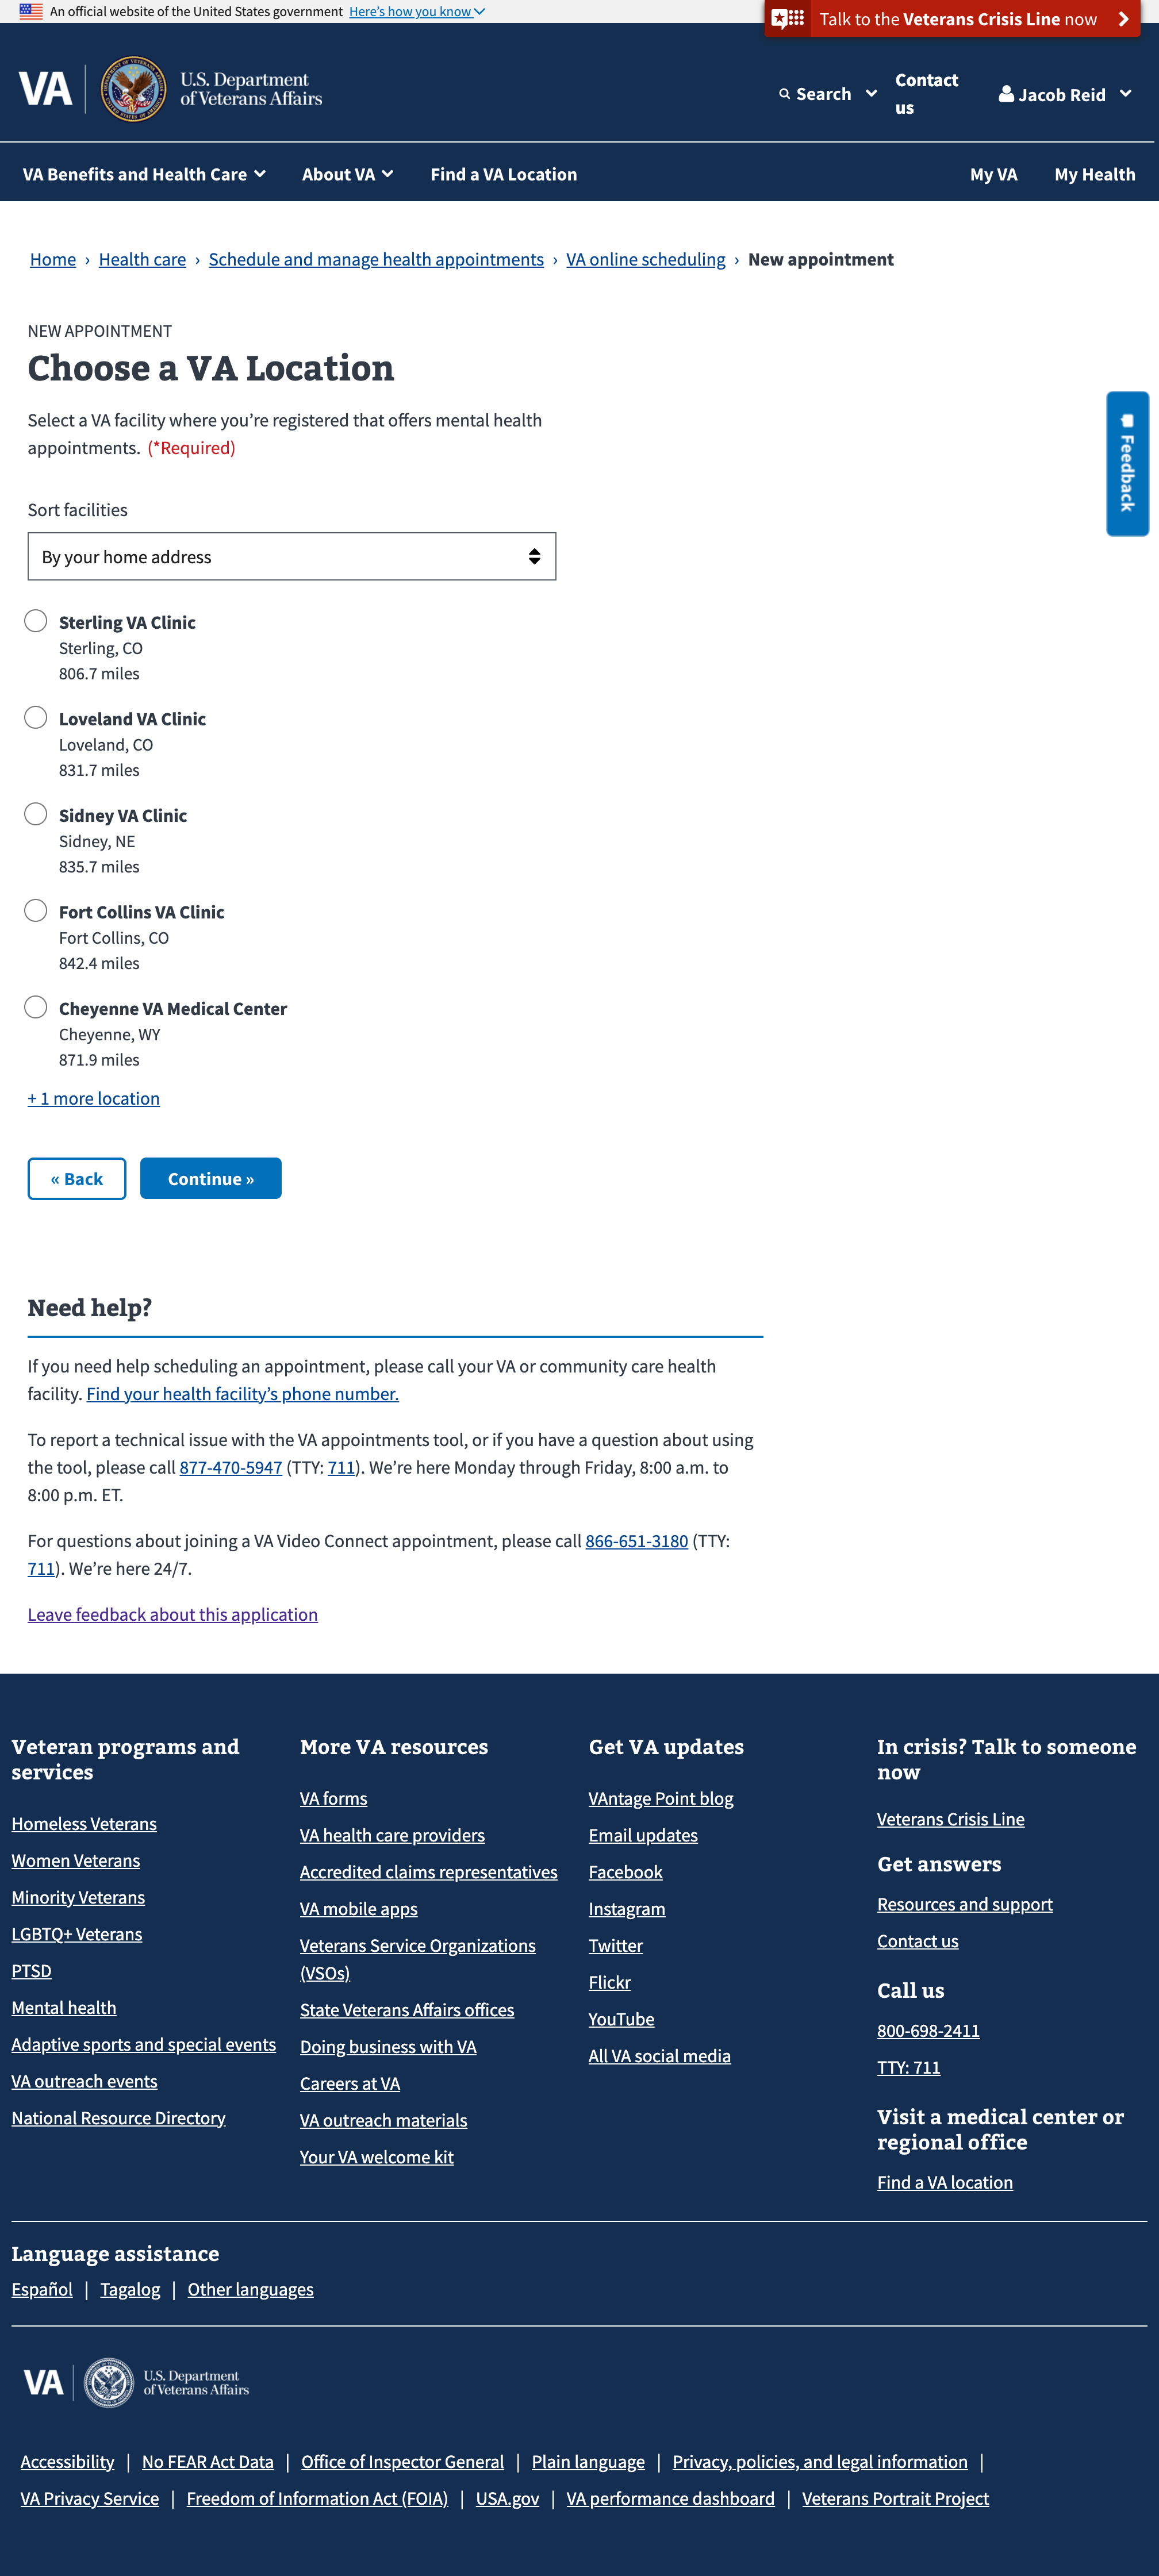 An official website of the United States government Here's how you know
Talk to the Veterans Crisis Line now
VA
U.S. Department
of Veterans Affairs
Search
Contact
us
Jacob Reid
VA Benefits and Health Care
About VA
Find a VA Location
My VA
My Health
Home › Health care › Schedule and manage health appointments › VA online scheduling › New appointment
NEW APPOINTMENT
Choose a VA Location
Select a VA facility where you're registered that offers mental health
appointments. (*Required)
Feedback
Sort facilities
By your home address
Sterling VA Clinic
Sterling, CO
806.7 miles
Loveland VA Clinic
Loveland, CO
831.7 miles
Sidney VA Clinic
Sidney, NE
835.7 miles
Fort Collins VA Clinic
Fort Collins, CO
842.4 miles
Cheyenne VA Medical Center
Cheyenne, WY
871.9 miles
+ 1 more location
« Back
Continue »
Need help?
If you need help scheduling an appointment, please call your VA or community care health
facility. Find your health facility's phone number.
To report a technical issue with the VA appointments tool, or if you have a question about using
the tool, please call 877-470-5947 (TTY: 711). We're here Monday through Friday, 8:00 a.m. to
8:00 p.m. ET.
For questions about joining a VA Video Connect appointment, please call 866-651-3180 (TTY:
711). We're here 24/7.
Leave feedback about this application
Veteran programs and
services
Homeless Veterans
Women Veterans
Minority Veterans
LGBTQ+ Veterans
PTSD
Mental health
Adaptive sports and special events
VA outreach events
National Resource Directory
More VA resources
VA forms
VA health care providers
Accredited claims representatives
VA mobile apps
Veterans Service Organizations
(VSOs)
State Veterans Affairs offices
Doing business with VA
Careers at VA
VA outreach materials
Your VA welcome kit
Get VA updates
VAntage Point blog
Email updates
Facebook
Instagram
Twitter
Flickr
YouTube
All VA social media
In crisis? Talk to someone
now
Veterans Crisis Line
Get answers
Resources and support
Contact us
Call us
800-698-2411
TTY: 711
Visit a medical center or
regional office
Find a VA location
Language assistance
Español | Tagalog | Other languages
VA
U.S. Department
of Veterans Affairs
Accessibility | No FEAR Act Data | Office of Inspector General | Plain language | Privacy, policies, and legal information |
VA Privacy Service | Freedom of Information Act (FOIA) | USA.gov | VA performance dashboard | Veterans Portrait Project